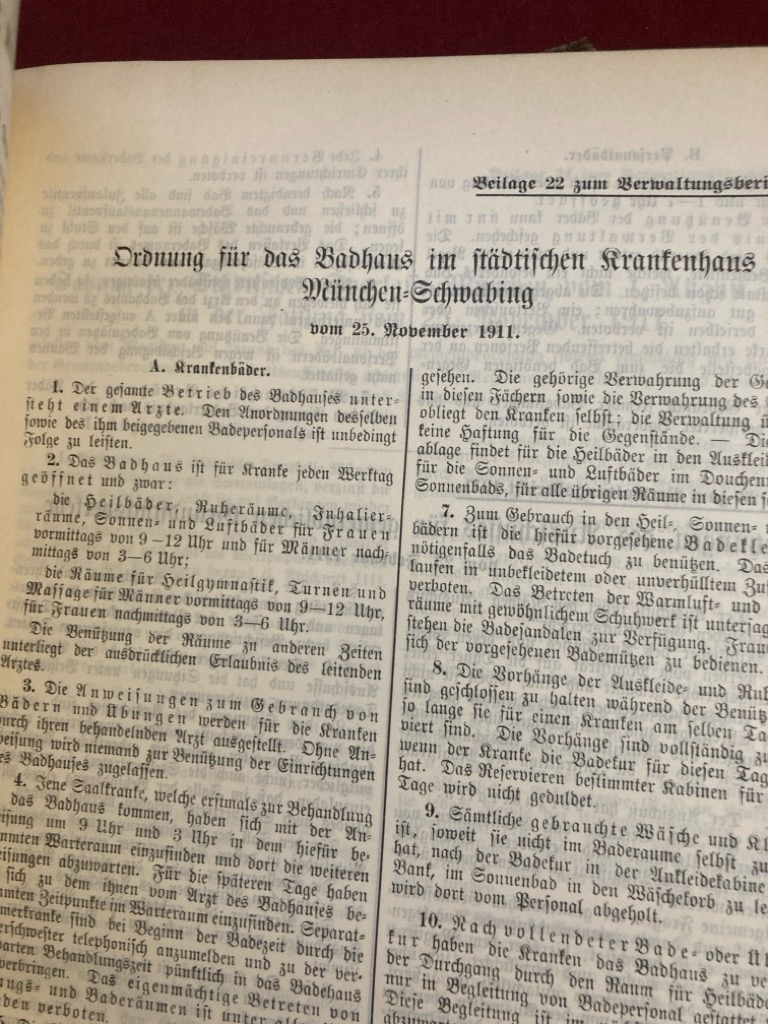 Beilage 22 zum Verwaltungsberi
Ordnung für das Badhaus im städtischen Krankenhaus
München-Schwabing
vom 25. November 1911.
A. Krankenbäder.
1. Der gesamte Betrieb des Badhauses unter-
steht einem Arzte. Den Anordnungen desselben
sowie des ihm beigegebenen Badepersonals ist unbedingt
Folge zu leisten.
2. Das Badhaus ist für Kranke jeden Werktag
geöffnet und zwar:
die Heilbäder, Ruheräume, Inhalier-
räume, Sonnen- und Luftbäder für Frauen
vormittags von 9–12 Uhr und für Männer nach-
mittags von 3–6 Uhr;
die Räume für Heilgymnastik, Turnen und
Massage für Männer vormittags von 9–12 Uhr,
für Frauen nachmittags von 3–6 Uhr.
Die Benützung der Räume zu anderen Zeiten
unterliegt der ausdrücklichen Erlaubnis des leitenden
Arztes.
3. Die Anweisungen zum Gebrauch von
Bädern und Übungen werden für die Kranken
durch ihren behandelnden Arzt ausgestellt. Ohne An-
weisung wird niemand zur Benützung der Einrichtungen
es Badhauses zugelassen.
4. Jene Saalkranke, welche erstmals zur Behandlung
das Badhaus kommen, haben sich mit der An-
isung um 9 Uhr und 3 Uhr in dem hiefür be-
mmten Warteraum einzufinden und dort die weiteren
eisungen abzuwarten. Für die späteren Tage haben
sich zu dem ihnen vom Arzt des Badhauses be-
mten Zeitpunkte im Warteraum einzufinden. Separat-
merkranke sind bei Beginn der Badezeit durch die
erschwester telephonisch anzumelden und zu der ver-
arten Behandlungszeit pünktlich in das Badehaus
verbringen. Das eigenmächtige Betreten von
ngs- und Baderäumen ist unter
den verboten.
gesehen. Die gehörige Verwahrung der Ge
in diesen Fächern sowie die Verwahrung des
obliegt den Kranken selbst; die Verwaltung ü
keine Haftung für die Gegenstände. — Di
ablage findet für die Heilbäder in den Ausklei
für die Sonnen- und Luftbäder im Douchen
Sonnenbads, für alle übrigen Räume in diesen s
7. Zum Gebrauch in den Heil-, Sonnen-
bädern ist die hiefür vorgesehene Badekle
nötigenfalls das Badetuch zu benützen. Das
laufen in unbekleidetem oder unverhülltem Zu
verboten. Das Betreten der Warmluft- und
räume mit gewöhnlichem Schuhwerk ist untersag
stehen die Badesandalen zur Verfügung. Frau
sich der vorgesehenen Bademützen zu bedienen.
8. Die Vorhänge der Auskleide- und Ruh
sind geschlossen zu halten während der Benütz
so lange sie für einen Kranken am selben Ta
viert sind. Die Vorhänge sind vollständig zu
wenn der Kranke die Badekur für diesen Tag
hat. Das Reservieren bestimmter Kabinen für
Tage wird nicht geduldet.
9. Sämtliche gebrauchte Wäsche und Kl
ist, soweit sie nicht im Baderaume selbst zu
hat, nach der Badekur in der Ankleidekabine
Bank, im Sonnenbad in den Wäschekorb zu le
wird dort vom Personal abgeholt.
10. Nach vollendeter Bade- oder Üb
kur haben die Kranken das Badhaus zu ve
der Durchgang durch den Raum für Heilbäde
nur in Begleitung von Badepersonal gestattet
Diese Begleitung ist im
abzuwarten